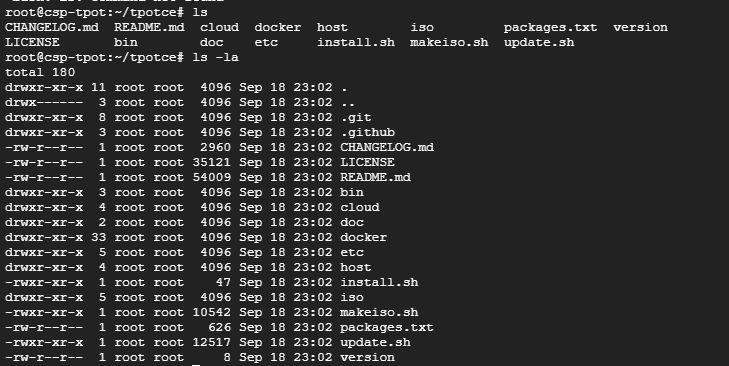 root@csp-tpot:~/tpotce# ls
CHANGELOG.md  README.md  cloud  docker  host        iso         packages.txt  version
LICENSE       bin        doc    etc     install.sh  makeiso.sh  update.sh
root@csp-tpot:~/tpotce# ls -la
total 180
drwxr-xr-x 11 root root  4096 Sep 18 23:02 .
drwx------  3 root root  4096 Sep 18 23:02 ..
drwxr-xr-x  8 root root  4096 Sep 18 23:02 .git
drwxr-xr-x  3 root root  4096 Sep 18 23:02 .github
-rw-r--r--  1 root root  2960 Sep 18 23:02 CHANGELOG.md
-rw-r--r--  1 root root 35121 Sep 18 23:02 LICENSE
-rw-r--r--  1 root root 54009 Sep 18 23:02 README.md
drwxr-xr-x  3 root root  4096 Sep 18 23:02 bin
drwxr-xr-x  4 root root  4096 Sep 18 23:02 cloud
drwxr-xr-x  2 root root  4096 Sep 18 23:02 doc
drwxr-xr-x 33 root root  4096 Sep 18 23:02 docker
drwxr-xr-x  5 root root  4096 Sep 18 23:02 etc
drwxr-xr-x  4 root root  4096 Sep 18 23:02 host
-rwxr-xr-x  1 root root    47 Sep 18 23:02 install.sh
drwxr-xr-x  5 root root  4096 Sep 18 23:02 iso
-rwxr-xr-x  1 root root 10542 Sep 18 23:02 makeiso.sh
-rw-r--r--  1 root root   626 Sep 18 23:02 packages.txt
-rwxr-xr-x  1 root root 12517 Sep 18 23:02 update.sh
-rw-r--r--  1 root root     8 Sep 18 23:02 version